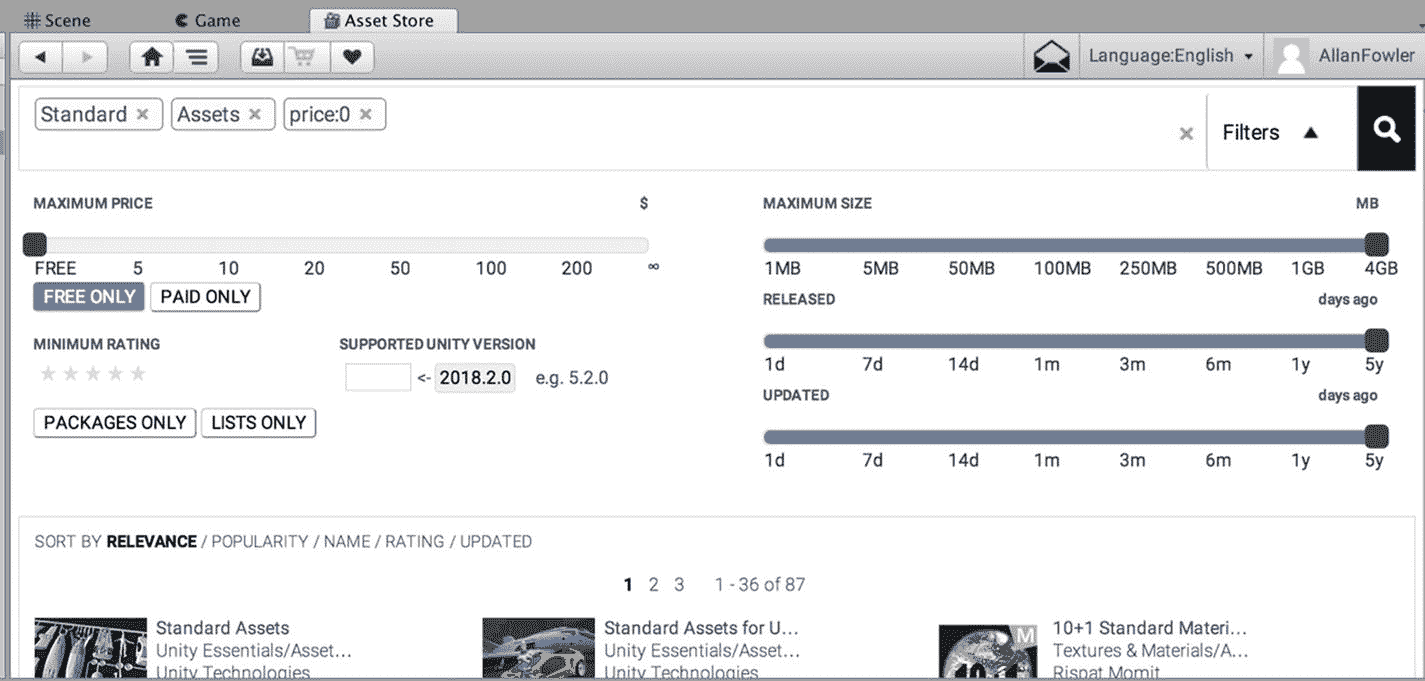 Scene Game Asset Store
Language:English AllanFowler
Standard × Assets × price:0 ×
× Filters
MAXIMUM PRICE $ MAXIMUM SIZE MB
FREE 5 10 20 50 100 200 ∞ 1MB 5MB 50MB 100MB 250MB 500MB 1GB 4GB
FREE ONLY PAID ONLY RELEASED days ago
MINIMUM RATING SUPPORTED UNITY VERSION
1d 7d 14d 1m 3m 6m 1y 5y
<- 2018.2.0 e.g. 5.2.0
UPDATED days ago
PACKAGES ONLY LISTS ONLY
1d 7d 14d 1m 3m 6m 1y 5y
SORT BY RELEVANCE / POPULARITY / NAME / RATING / UPDATED
1 2 3 1 - 36 of 87
Standard Assets Standard Assets for U... M 10+1 Standard Materi...
Unity Essentials/Asset... Unity Essentials/Asset... Textures & Materials/A...
Unity Technologies Unity Technologies Rispat Momit